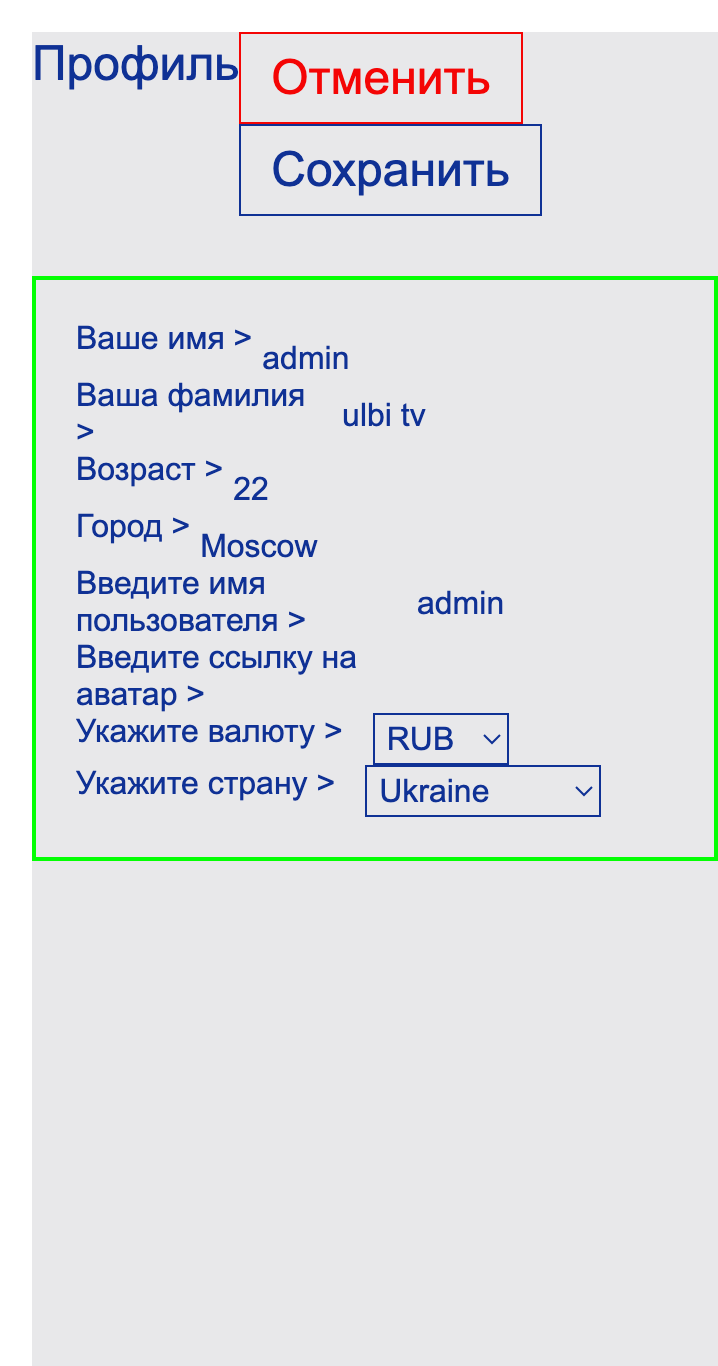 Профиль
Отменить
Сохранить
Ваше имя > admin
Ваша фамилия
> ulbi tv
Возраст > 22
Город > Moscow
Введите имя
пользователя > admin
Введите ссылку на
аватар >
Укажите валюту > RUB
Укажите страну > Ukraine